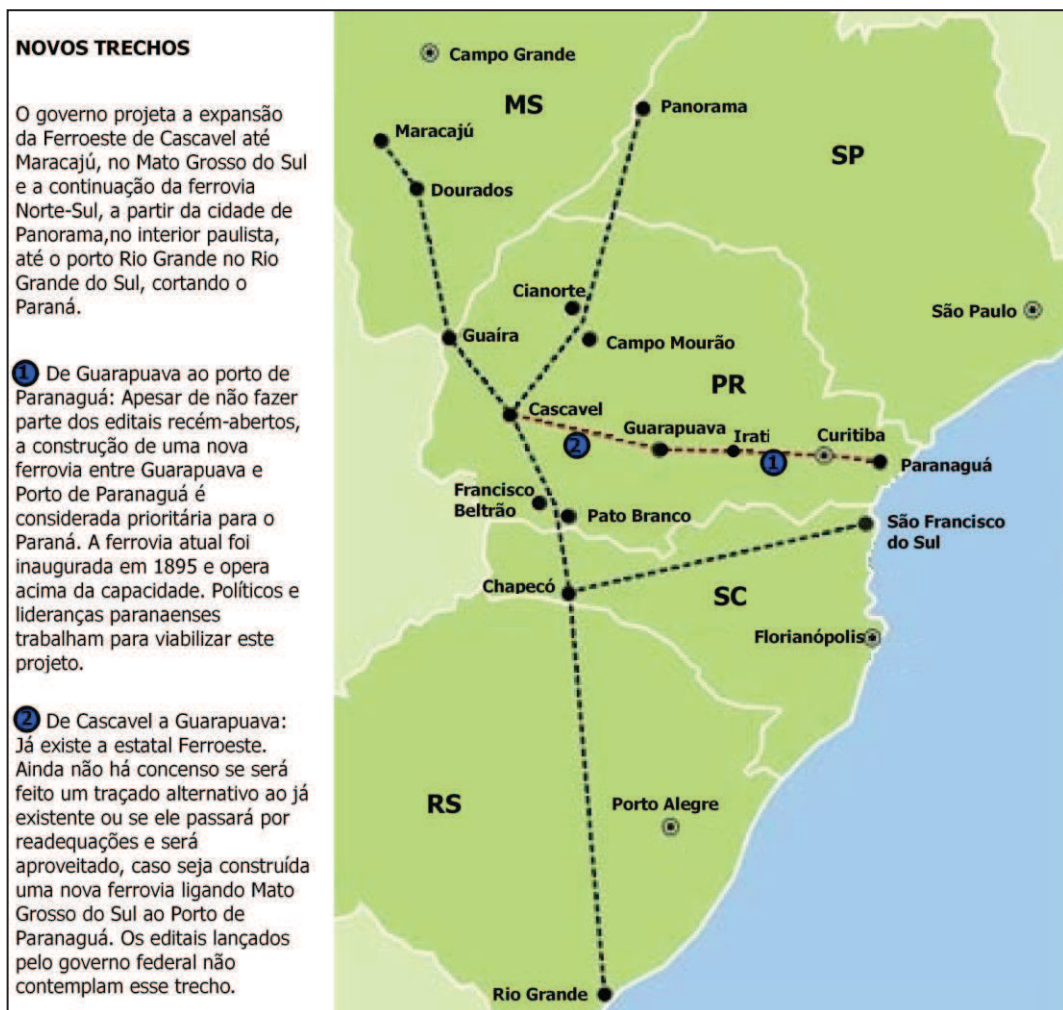 NOVOS TRECHOS
O governo projeta a expansão
da Ferroeste de Cascavel até
Maracajú, no Mato Grosso do Sul
e a continuação da ferrovia
Norte-Sul, a partir da cidade de
Panorama,no interior paulista,
até o porto Rio Grande no Rio
Grande do Sul, cortando o
Paraná.
1 De Guarapuava ao porto de
Paranaguá: Apesar de não fazer
parte dos editais recém-abertos,
a construção de uma nova
ferrovia entre Guarapuava e
Porto de Paranaguá é
considerada prioritária para o
Paraná. A ferrovia atual foi
inaugurada em 1895 e opera
acima da capacidade. Políticos e
lideranças paranaenses
trabalham para viabilizar este
projeto.
2 De Cascavel a Guarapuava:
Já existe a estatal Ferroeste.
Ainda não há concenso se será
feito um traçado alternativo ao já
existente ou se ele passará por
readequações e será
aproveitado, caso seja construída
uma nova ferrovia ligando Mato
Grosso do Sul ao Porto de
Paranaguá. Os editais lançados
pelo governo federal não
contemplam esse trecho.
Campo Grande
MS
Panorama
Maracajú
SP
Dourados
Cianorte
São Paulo
Guaíra
Campo Mourão
PR
Cascavel
Guarapuava
Irati
Curitiba
2
1
Paranaguá
Francisco
Beltrão
Pato Branco
São Francisco
do Sul
Chapecó
SC
Florianópolis
RS
Porto Alegre
Rio Grande